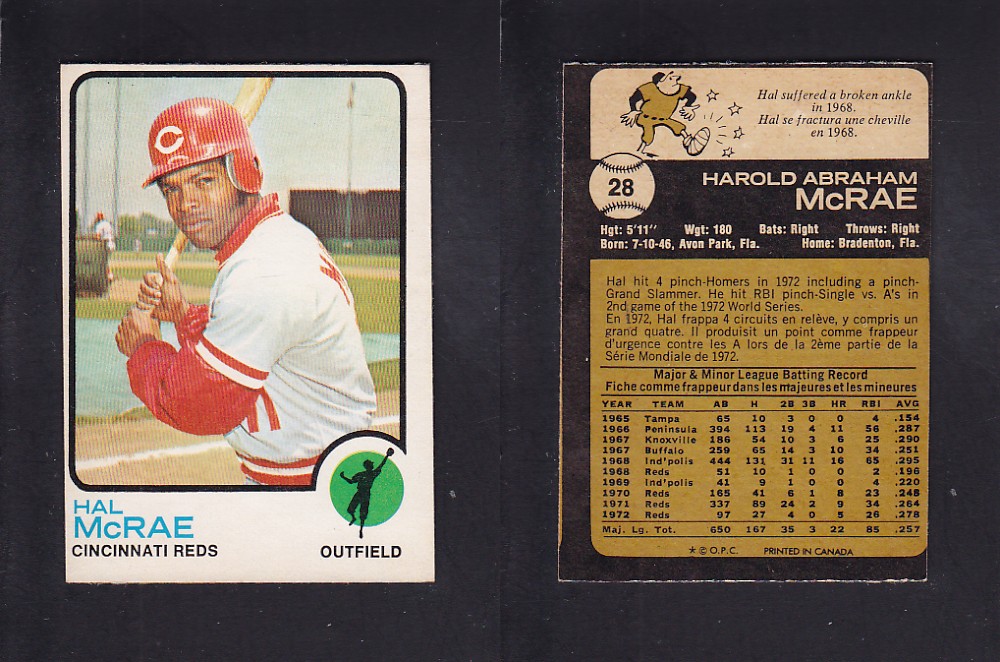 C
HAL
McRAE
CINCINNATI REDS
OUTFIELD
Hal suffered a broken ankle
in 1968.
Hal se fractura une cheville
en 1968.
28
HAROLD ABRAHAM
McRAE
Hgt: 5'11" Wgt: 180 Bats: Right Throws: Right
Born: 7-10-46, Avon Park, Fla. Home: Bradenton, Fla.
Hal hit 4 pinch-Homers in 1972 including a pinch-
Grand Slammer. He hit RBI pinch-Single vs. A's in
2nd game of the 1972 World Series.
En 1972, Hal frappa 4 circuits en relève, y compris un
grand quatre. Il produisit un point comme frappeur
d'urgence contre les A lors de la 2ème partie de la
Série Mondiale de 1972.
Major & Minor League Batting Record
Fiche comme frappeur dans les majeures et les mineures
YEAR TEAM AB H 2B 3B HR RBI AVG
1965 Tampa 65 10 3 0 0 4 .154
1966 Peninsula 394 113 19 4 11 56 .287
1967 Knoxville 186 54 10 3 6 25 .290
1967 Buffalo 259 65 14 3 10 34 .251
1968 Ind'polis 444 131 31 11 16 65 .295
1968 Reds 51 10 1 0 0 2 .196
1969 Ind'polis 41 9 1 0 0 4 .220
1970 Reds 165 41 6 1 8 23 .248
1971 Reds 337 89 24 2 9 34 .264
1972 Reds 97 27 4 0 5 26 .278
Maj. Lg. Tot. 650 167 35 3 22 85 .257
* © O.P.C. PRINTED IN CANADA